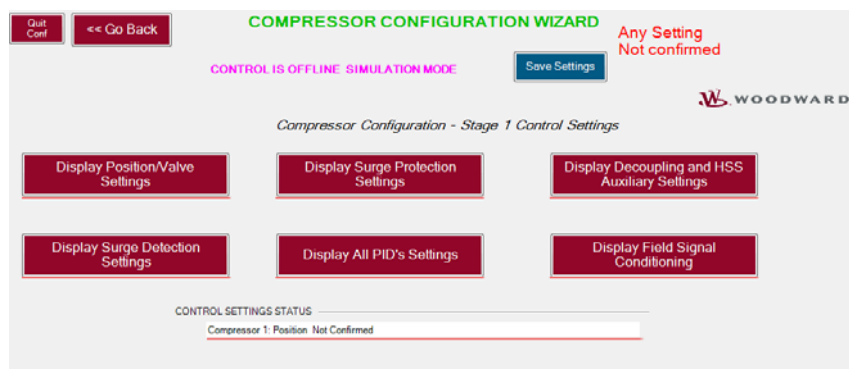 Quit
Conf
<< Go Back
COMPRESSOR CONFIGURATION WIZARD
Any Setting
Not confirmed
CONTROL IS OFFLINE SIMULATION MODE
Save Settings
WOODWARD
Compressor Configuration - Stage 1 Control Settings
Display Position/Valve
Settings
Display Surge Protection
Settings
Display Decoupling and HSS
Auxiliary Settings
Display Surge Detection
Settings
Display All PID's Settings
Display Field Signal
Conditioning
CONTROL SETTINGS STATUS
Compressor 1: Position Not Confirmed